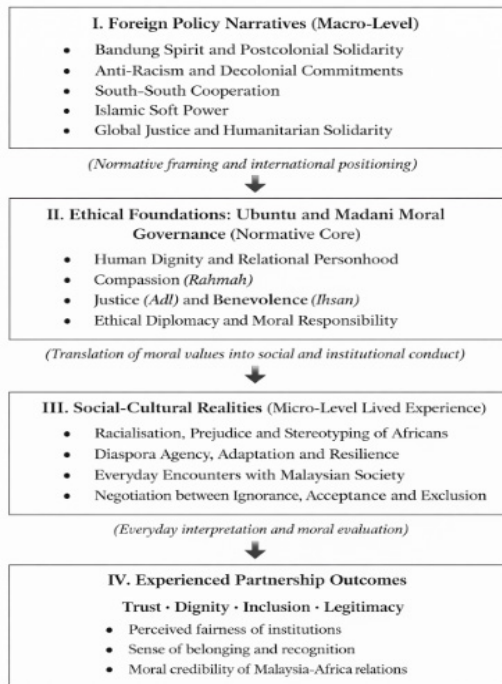 I. Foreign Policy Narratives (Macro-Level)
• Bandung Spirit and Postcolonial Solidarity
• Anti-Racism and Decolonial Commitments
• South–South Cooperation
• Islamic Soft Power
• Global Justice and Humanitarian Solidarity
(Normative framing and international positioning)
II. Ethical Foundations: Ubuntu and Madani Moral
Governance (Normative Core)
• Human Dignity and Relational Personhood
• Compassion (Rahmah)
• Justice (Adl) and Benevolence (Ihsan)
• Ethical Diplomacy and Moral Responsibility
(Translation of moral values into social and institutional conduct)
III. Social-Cultural Realities (Micro-Level Lived Experience)
• Racialisation, Prejudice and Stereotyping of Africans
• Diaspora Agency, Adaptation and Resilience
• Everyday Encounters with Malaysian Society
• Negotiation between Ignorance, Acceptance and Exclusion
(Everyday interpretation and moral evaluation)
IV. Experienced Partnership Outcomes
Trust · Dignity · Inclusion · Legitimacy
• Perceived fairness of institutions
• Sense of belonging and recognition
• Moral credibility of Malaysia-Africa relations